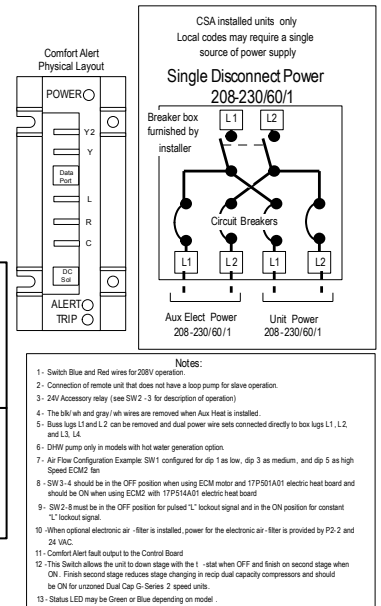 Comfort Alert
Physical Layout
POWER
Y2
Y
Data
Port
L
R
C
DC
Sol
ALERT
TRIP
CSA installed units only
Local codes may require a single
source of power supply
Single Disconnect Power
208-230/60/1
Breaker box
furnished by
installer
L1
L2
Circuit Breakers
L1
L2
L1
L2
Aux Elect Power
208-230/60/1
Unit Power
208-230/60/1
Notes:
1 - Switch Blue and Red wires for 208V operation.
2 - Connection of remote unit that does not have a loop pump for slave operation.
3 - 24V Accessory relay (see SW2 -3 for description of operation)
4 - The blk/wh and gray/wh wires are removed when Aux Heat is installed.
5 - Buss lugs L1 and L2 can be removed and dual power wire sets connected directly to box lugs L1, L2,
and L3, L4.
6 - DHW pump only in models with hot water generation option.
7 - Air Flow Configuration Example: SW1 configured for dip 1 as low, dip 3 as medium, and dip 5 as high
Speed ECM2 fan
8 - SW3-4 should be in the OFF position when using ECM motor and 17P501A01 electric heat board and
should be ON when using ECM2 with 17P514A01 electric heat board
9 - SW2-8 must be in the OFF position for pulsed "L" lockout signal and in the ON position for constant
"L" lockout signal.
10 - When optional electronic air -filter is installed, power for the electronic air -filter is provided by P2-2 and
24 VAC.
11 - Comfort Alert fault output to the Control Board
12 - This Switch allows the unit to down stage with the t -stat when OFF and finish on second stage when
ON. Finish second stage reduces stage changing in recip dual capacity compressors and should
be ON for unzoned Dual Cap G-Series 2 speed units.
13 - Status LED may be Green or Blue depending on model .